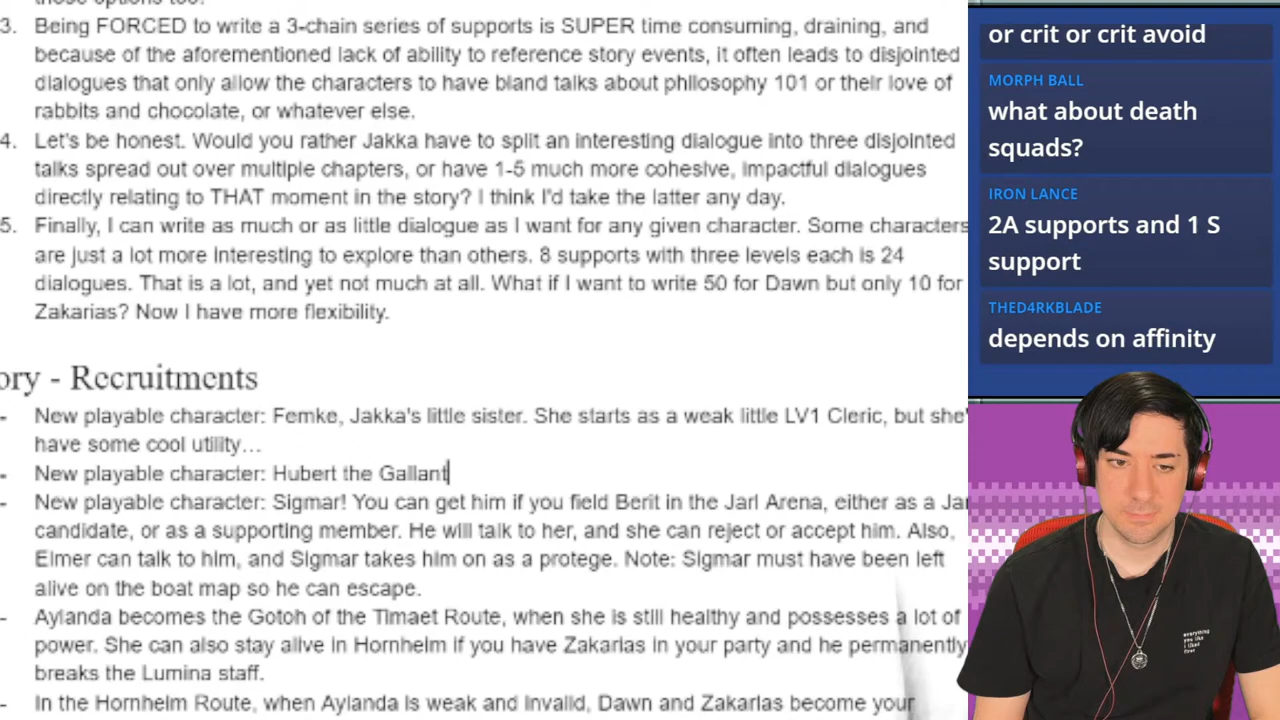 3. Being FORCED to write a 3-chain series of supports is SUPER time consuming, draining, and
because of the aforementioned lack of ability to reference story events, it often leads to disjointed
dialogues that only allow the characters to have bland talks about philosophy 101 or their love of
rabbits and chocolate, or whatever else.
4. Let's be honest. Would you rather Jakka have to split an interesting dialogue into three disjointed
talks spread out over multiple chapters, or have 1-5 much more cohesive, impactful dialogues
directly relating to THAT moment in the story? I think I'd take the latter any day.
5. Finally, I can write as much or as little dialogue as I want for any given character. Some characters
are just a lot more interesting to explore than others. 8 supports with three levels each is 24
dialogues. That is a lot, and yet not much at all. What if I want to write 50 for Dawn but only 10 for
Zakarias? Now I have more flexibility.
ory - Recruitments
- New playable character: Femke, Jakka's little sister. She starts as a weak little LV1 Cleric, but she'
have some cool utility...
- New playable character: Hubert the Gallant
- New playable character: Sigmar! You can get him if you field Berit in the Jarl Arena, either as a Jar
candidate, or as a supporting member. He will talk to her, and she can reject or accept him. Also,
Elmer can talk to him, and Sigmar takes him on as a protege. Note: Sigmar must have been left
alive on the boat map so he can escape.
- Aylanda becomes the Gotoh of the Timaet Route, when she is still healthy and possesses a lot of
power. She can also stay alive in Hornhelm if you have Zakarias in your party and he permanently
breaks the Lumina staff.
- In the Hornhelm Route, when Aylanda is weak and invalid, Dawn and Zakarias become your
or crit or crit avoid
MORPH BALL
what about death
squads?
IRON LANCE
2A supports and 1 S
support
THED4RKBLADE
depends on affinity